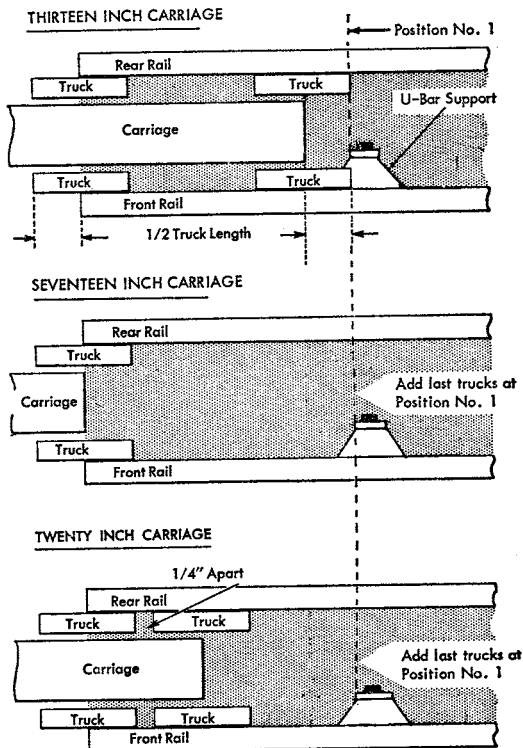 THIRTEEN INCH CARRIAGE
Position No. 1
Rear Rail
Truck
Truck
U-Bar Support
Carriage
Truck
Truck
Front Rail
1/2 Truck Length
SEVENTEEN INCH CARRIAGE
Rear Rail
Truck
Carriage
Add last trucks at
Position No. 1
Truck
Front Rail
TWENTY INCH CARRIAGE
1/4" Apart
Rear Rail
Truck
Truck
Carriage
Add last trucks at
Position No. 1
Truck
Truck
Front Rail